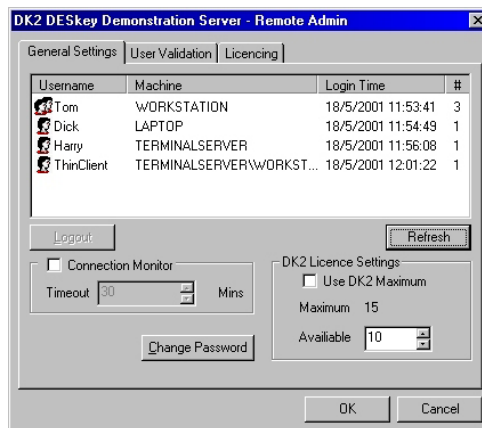 DK2 DESkey Demonstration Server - Remote Admin
General Settings User Validation Licencing
Username Machine Login Time #
Tom WORKSTATION 18/5/2001 11:53:41 3
Dick LAPTOP 18/5/2001 11:54:49 1
Harry TERMINALSERVER 18/5/2001 11:56:08 1
ThinClient TERMINALSERVER\WORKST... 18/5/2001 12:01:22 1
Logout Refresh
Connection Monitor
Timeout 30 Mins
Change Password
DK2 Licence Settings
Use DK2 Maximum
Maximum 15
Availiable 10
OK Cancel